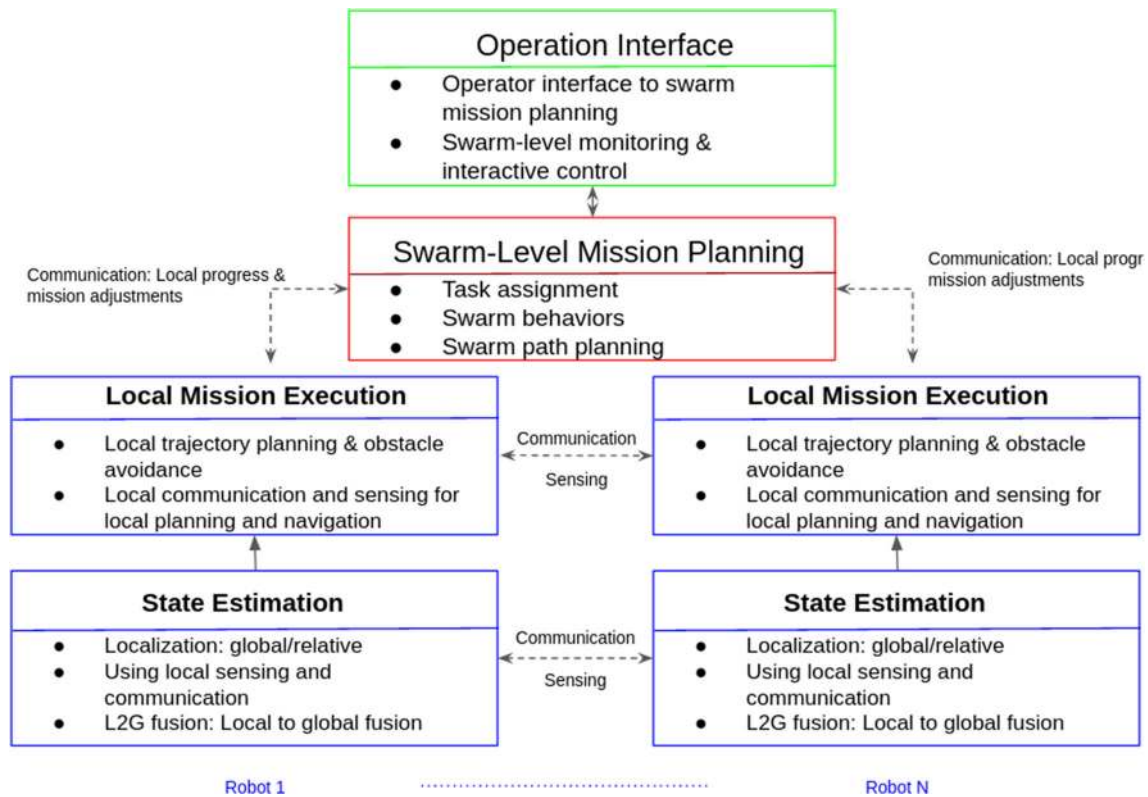 Operation Interface
● Operator interface to swarm
mission planning
● Swarm-level monitoring &
interactive control
Swarm-Level Mission Planning
● Task assignment
● Swarm behaviors
● Swarm path planning
Communication: Local progress &
mission adjustments
Communication: Local progr
mission adjustments
Local Mission Execution
● Local trajectory planning & obstacle
avoidance
● Local communication and sensing for
local planning and navigation
Communication
Sensing
Local Mission Execution
● Local trajectory planning & obstacle
avoidance
● Local communication and sensing for
local planning and navigation
State Estimation
● Localization: global/relative
● Using local sensing and
communication
● L2G fusion: Local to global fusion
Communication
Sensing
State Estimation
● Localization: global/relative
● Using local sensing and
communication
● L2G fusion: Local to global fusion
Robot 1
Robot N